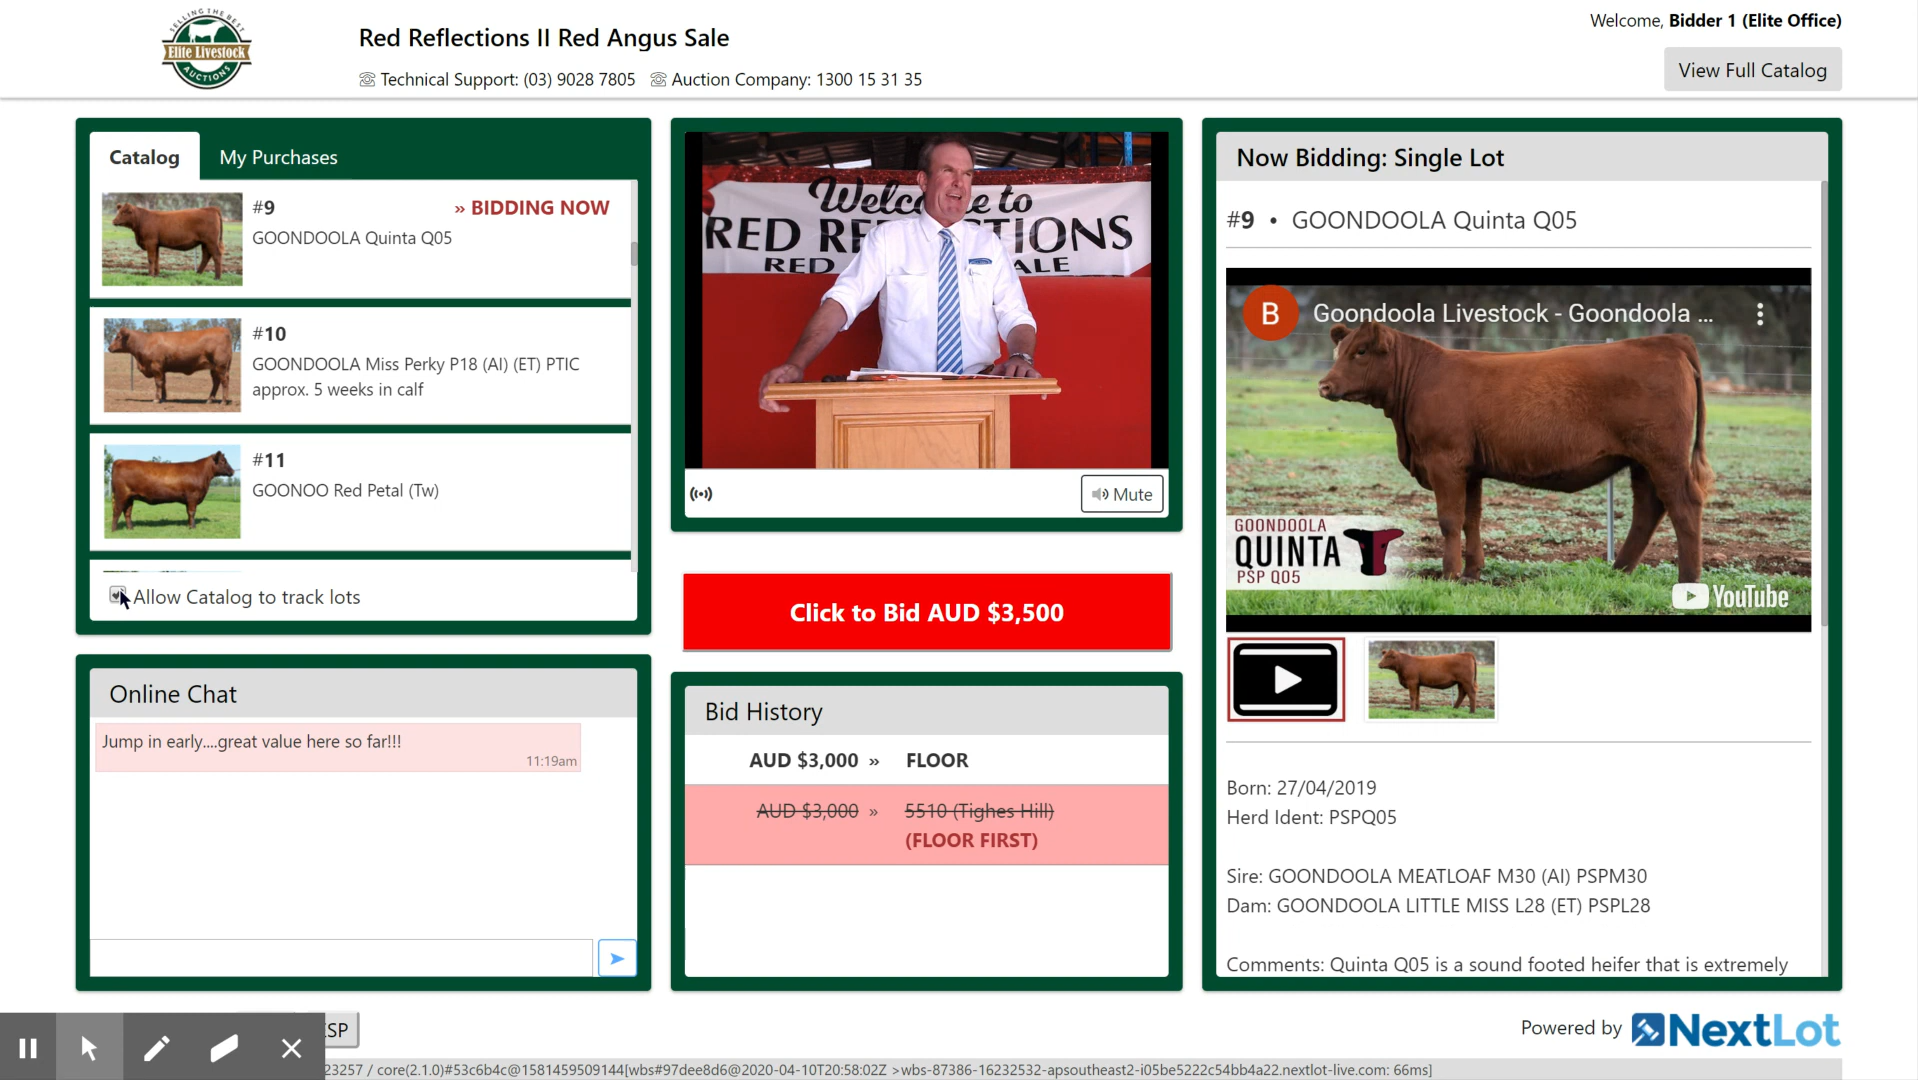 SELLING THE BEST
Elite Livestock
AUCTIONS
Red Reflections II Red Angus Sale
Technical Support: (03) 9028 7805 Auction Company: 1300 15 31 35
Welcome, Bidder 1 (Elite Office)
View Full Catalog
Catalog My Purchases
#9 » BIDDING NOW
GOONDOOLA Quinta Q05
#10
GOONDOOLA Miss Perky P18 (AI) (ET) PTIC
approx. 5 weeks in calf
#11
GOONOO Red Petal (Tw)
Allow Catalog to track lots
Online Chat
Jump in early....great value here so far!!!
11:19am
Welcome to
RED
RED
Mute
Click to Bid AUD $3,500
Bid History
AUD $3,000 » FLOOR
AUD $3,000 » 5510 (Tighes Hill)
(FLOOR FIRST)
Now Bidding: Single Lot
#9 • GOONDOOLA Quinta Q05
B Goondoola Livestock - Goondoola ...
GOONDOOLA
QUINTA
PSP Q05
YouTube
Born: 27/04/2019
Herd Ident: PSPQ05
Sire: GOONDOOLA MEATLOAF M30 (AI) PSPM30
Dam: GOONDOOLA LITTLE MISS L28 (ET) PSPL28
Comments: Quinta Q05 is a sound footed heifer that is extremely
SP
Powered by NextLot
23257 / core(2.1.0)#53c6b4c@1581459509144[wbs#97dee8d6@2020-04-10T20:58:02Z >wbs-87386-16232532-apsoutheast2-i05be5222c54bb4a22.nextlot-live.com: 66ms]